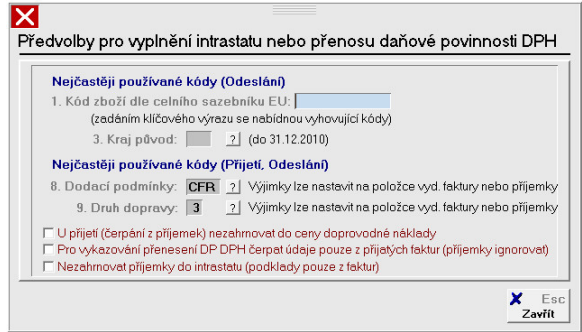 Předvolby pro vyplnění intrastatu nebo přenosu daňové povinnosti DPH
Nejčastěji používané kódy (Odeslání)
1. Kód zboží dle celního sazebníku EU:
(zadáním klíčového výrazu se nabídnou vyhovující kódy)
3. Kraj původ: ? (do 31.12.2010)
Nejčastěji používané kódy (Přijetí, Odeslání)
8. Dodací podmínky: CFR ? Výjimky lze nastavit na položce vyd. faktury nebo příjemky
9. Druh dopravy: 3 ? Výjimky lze nastavit na položce vyd. faktury nebo příjemky
U přijetí (čerpání z příjemek) nezahrnovat do ceny doprovodné náklady
Pro vykazování přenesení DP DPH čerpat údaje pouze z přijatých faktur (příjemky ignorovat)
Nezahrnovat příjemky do intrastatu (podklady pouze z faktur)
X Esc
Zavřít